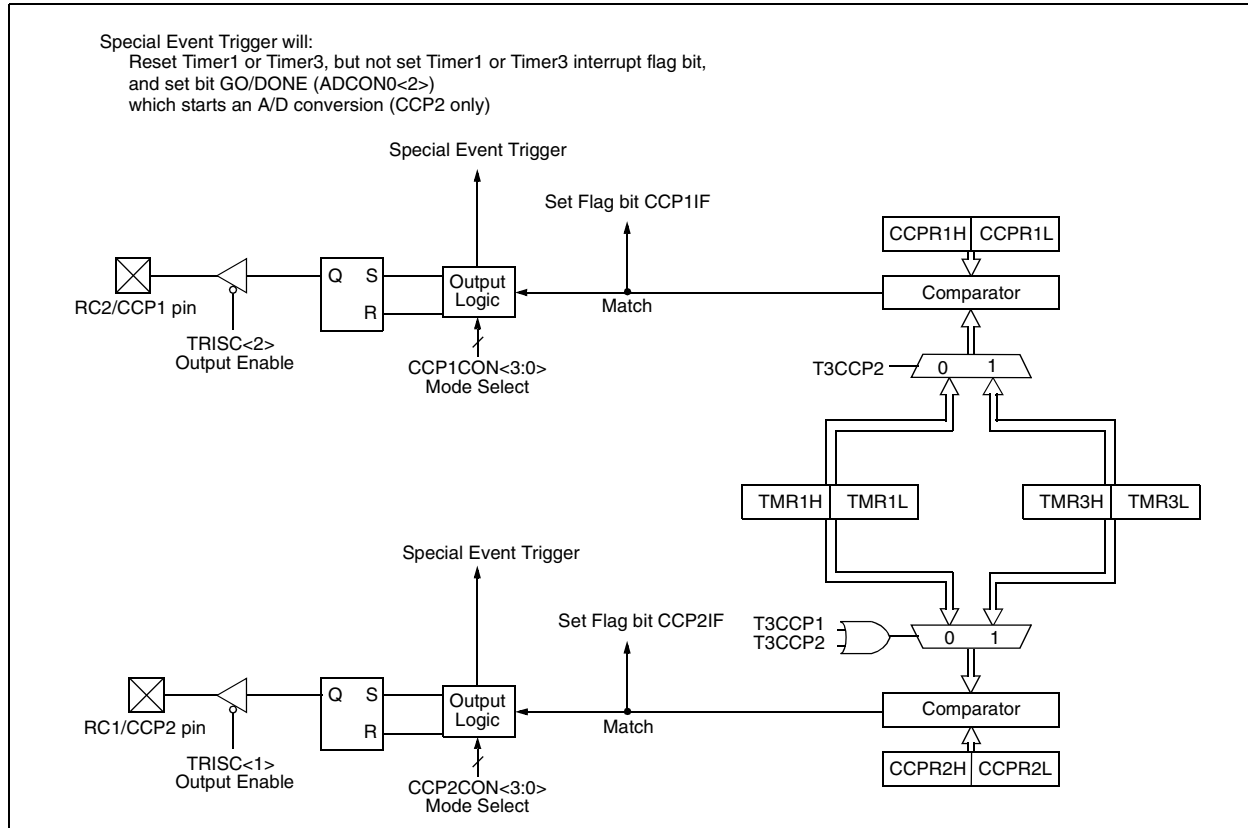 Special Event Trigger will:
Reset Timer1 or Timer3, but not set Timer1 or Timer3 interrupt flag bit,
and set bit GO/DONE (ADCON0<2>)
which starts an A/D conversion (CCP2 only)
Special Event Trigger
Set Flag bit CCP1IF
CCPR1H CCPR1L
Comparator
Q S
R
Output
Logic
Match
RC2/CCP1 pin
TRISC<2>
Output Enable
CCP1CON<3:0>
Mode Select
T3CCP2
0 1
TMR1H TMR1L
TMR3H TMR3L
Special Event Trigger
Set Flag bit CCP2IF
T3CCP1
T3CCP2
0 1
Q S
R
Output
Logic
Match
Comparator
RC1/CCP2 pin
TRISC<1>
Output Enable
CCP2CON<3:0>
Mode Select
CCPR2H CCPR2L